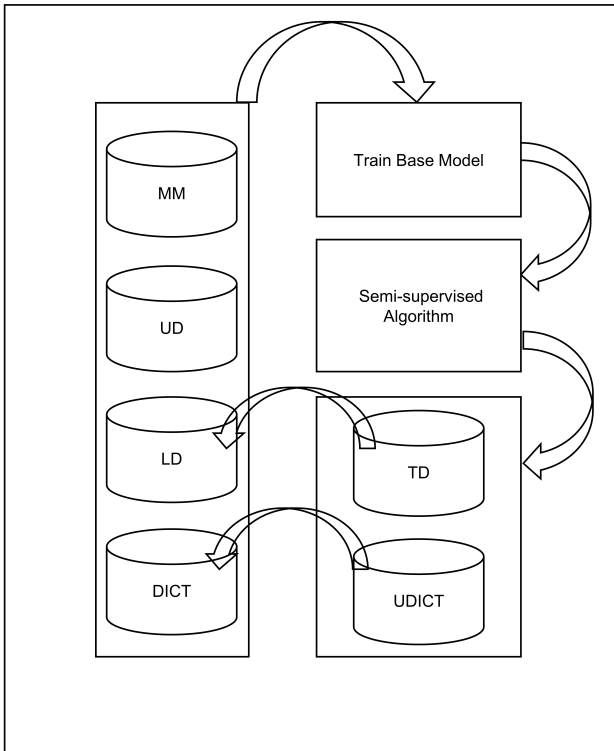 MM
UD
LD
DICT
Train Base Model
Semi-supervised
Algorithm
TD
UDICT